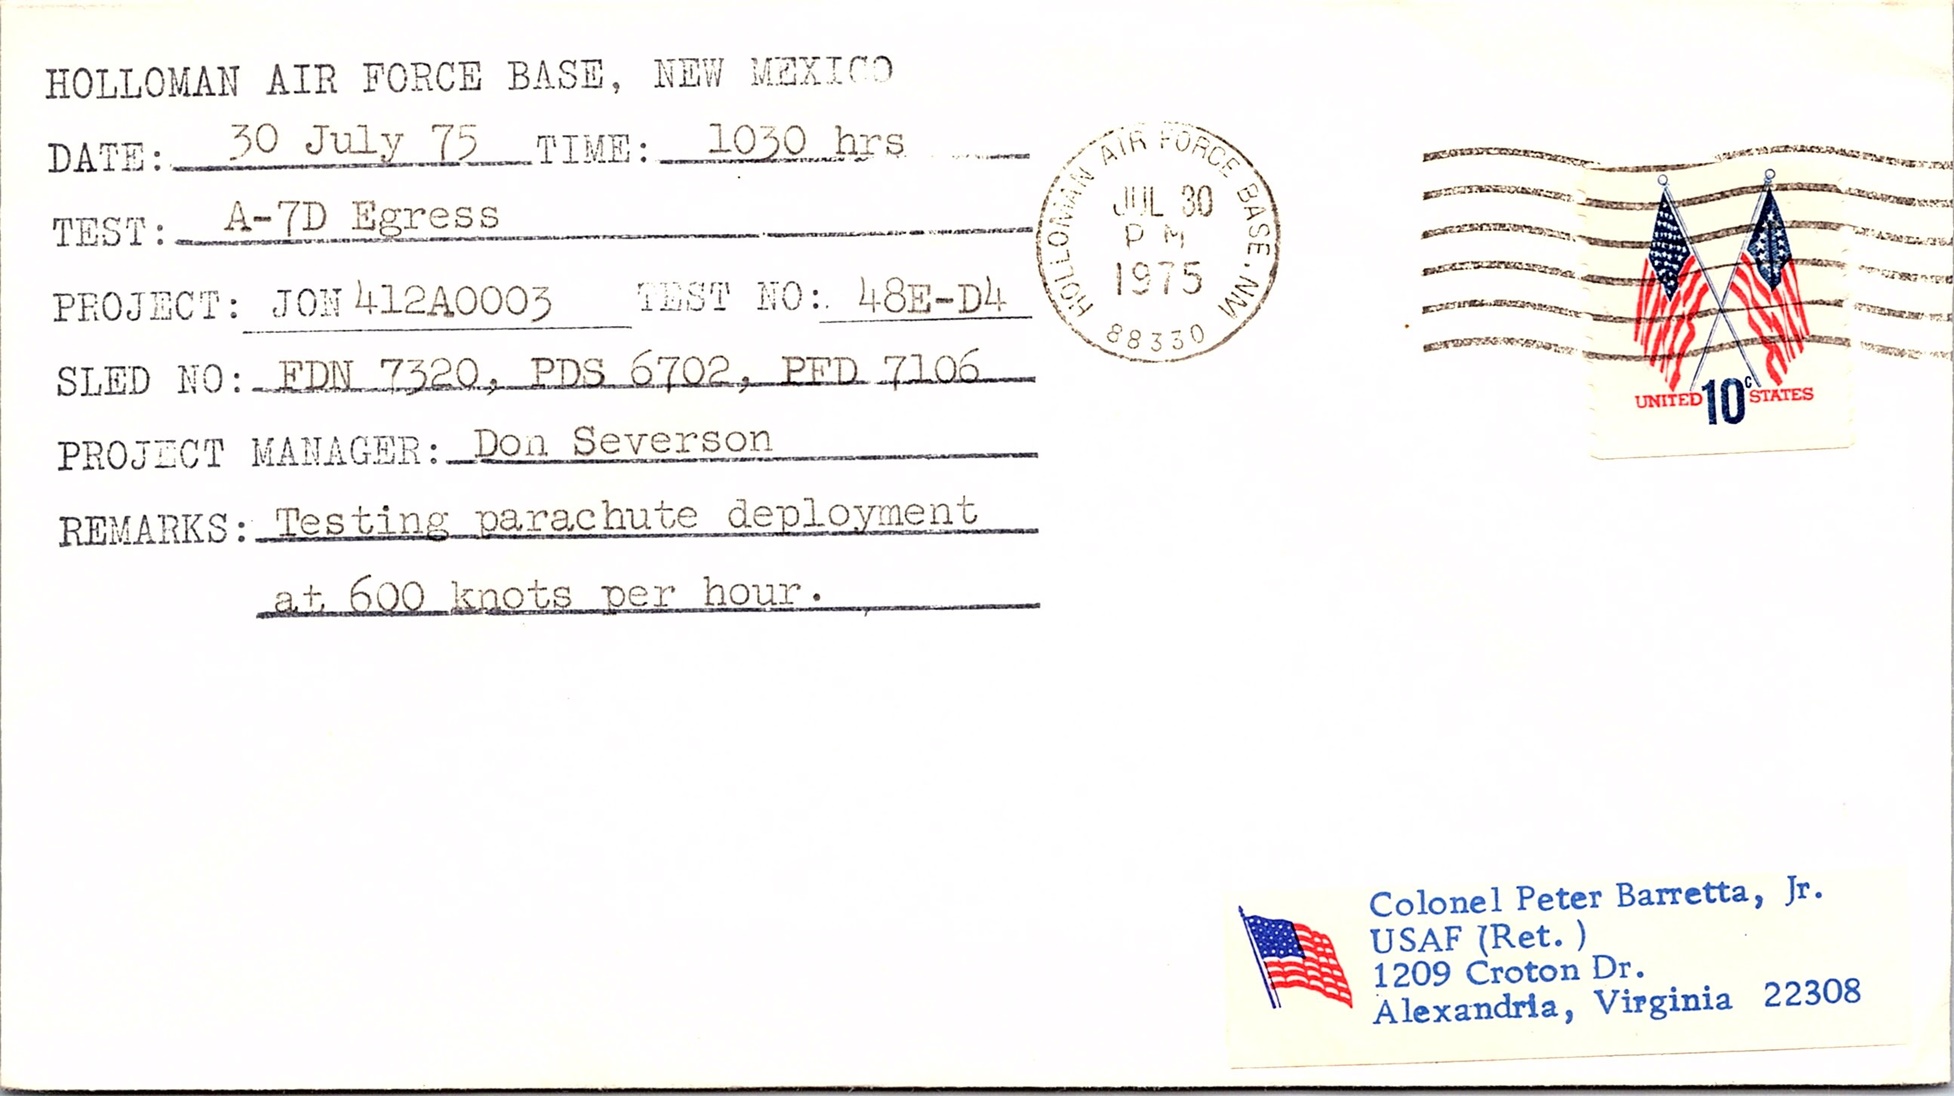 HOLLOMAN AIR FORCE BASE, NEW MEXICO
DATE: 30 July 75 TIME: 1030 hrs
TEST: A-7D Egress
PROJECT: JON 412A0003 TEST NO: 48E-D4
SLED NO: FDN 7320, PDS 6702, PFD 7106
PROJECT MANAGER: Don Severson
REMARKS: Testing parachute deployment
at 600 knots per hour.
HOLLOMAN AIR FORCE BASE, NM
JUL 30
PM
1975
88330
UNITED 10c STATES
Colonel Peter Barretta, Jr.
USAF (Ret. )
1209 Croton Dr.
Alexandria, Virginia 22308